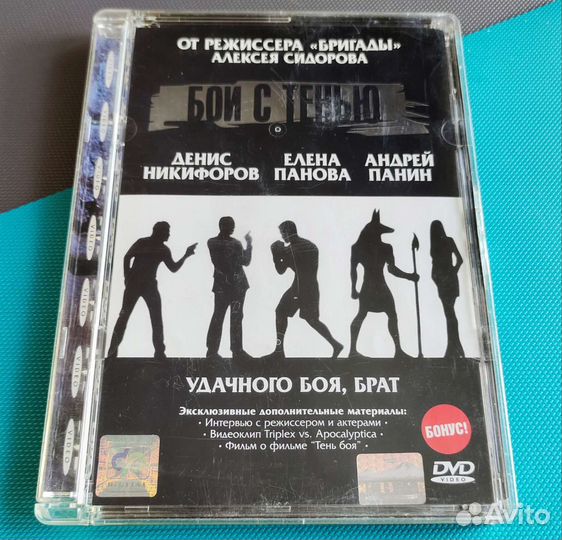 ОТ РЕЖИССЕРА «БРИГАДЫ»
АЛЕКСЕЯ СИДОРОВА
БОЙ С ТЕНЬЮ
ДЕНИС НИКИФОРОВ
ЕЛЕНА ПАНОВА
АНДРЕЙ ПАНИН
УДАЧНОГО БОЯ, БРАТ
Эксклюзивные дополнительные материалы:
· Интервью с режиссером и актерами ·
· Видеоклип Triplex vs. Apocalyptica ·
· Фильм о фильме "Тень боя" ·
БОНУС!
DVD
VIDEO
Avito